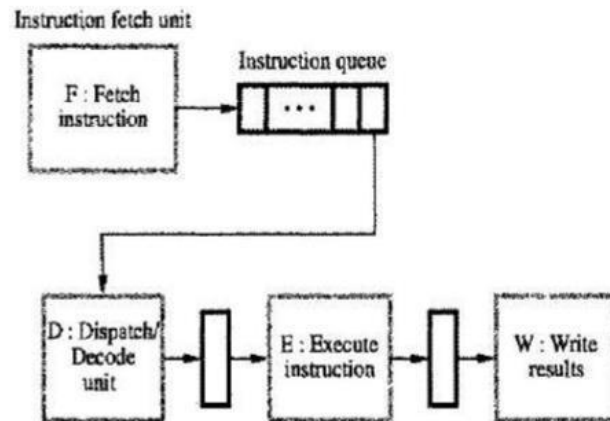 Instruction fetch unit
F : Fetch
instruction
Instruction queue
...
D : Dispatch/
Decode
unit
E : Execute
instruction
W : Write
results